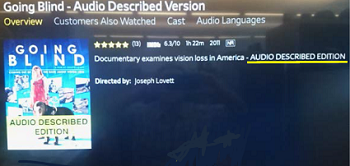 Going Blind - Audio Described Version
Overview Customers Also Watched Cast Audio Languages
(13) 6.3/10 1h 22m 2011 NR
Documentary examines vision loss in America - AUDIO DESCRIBED EDITION
Directed by: Joseph Lovett
GOING
BLIND
AUDIO DESCRIBED
EDITION